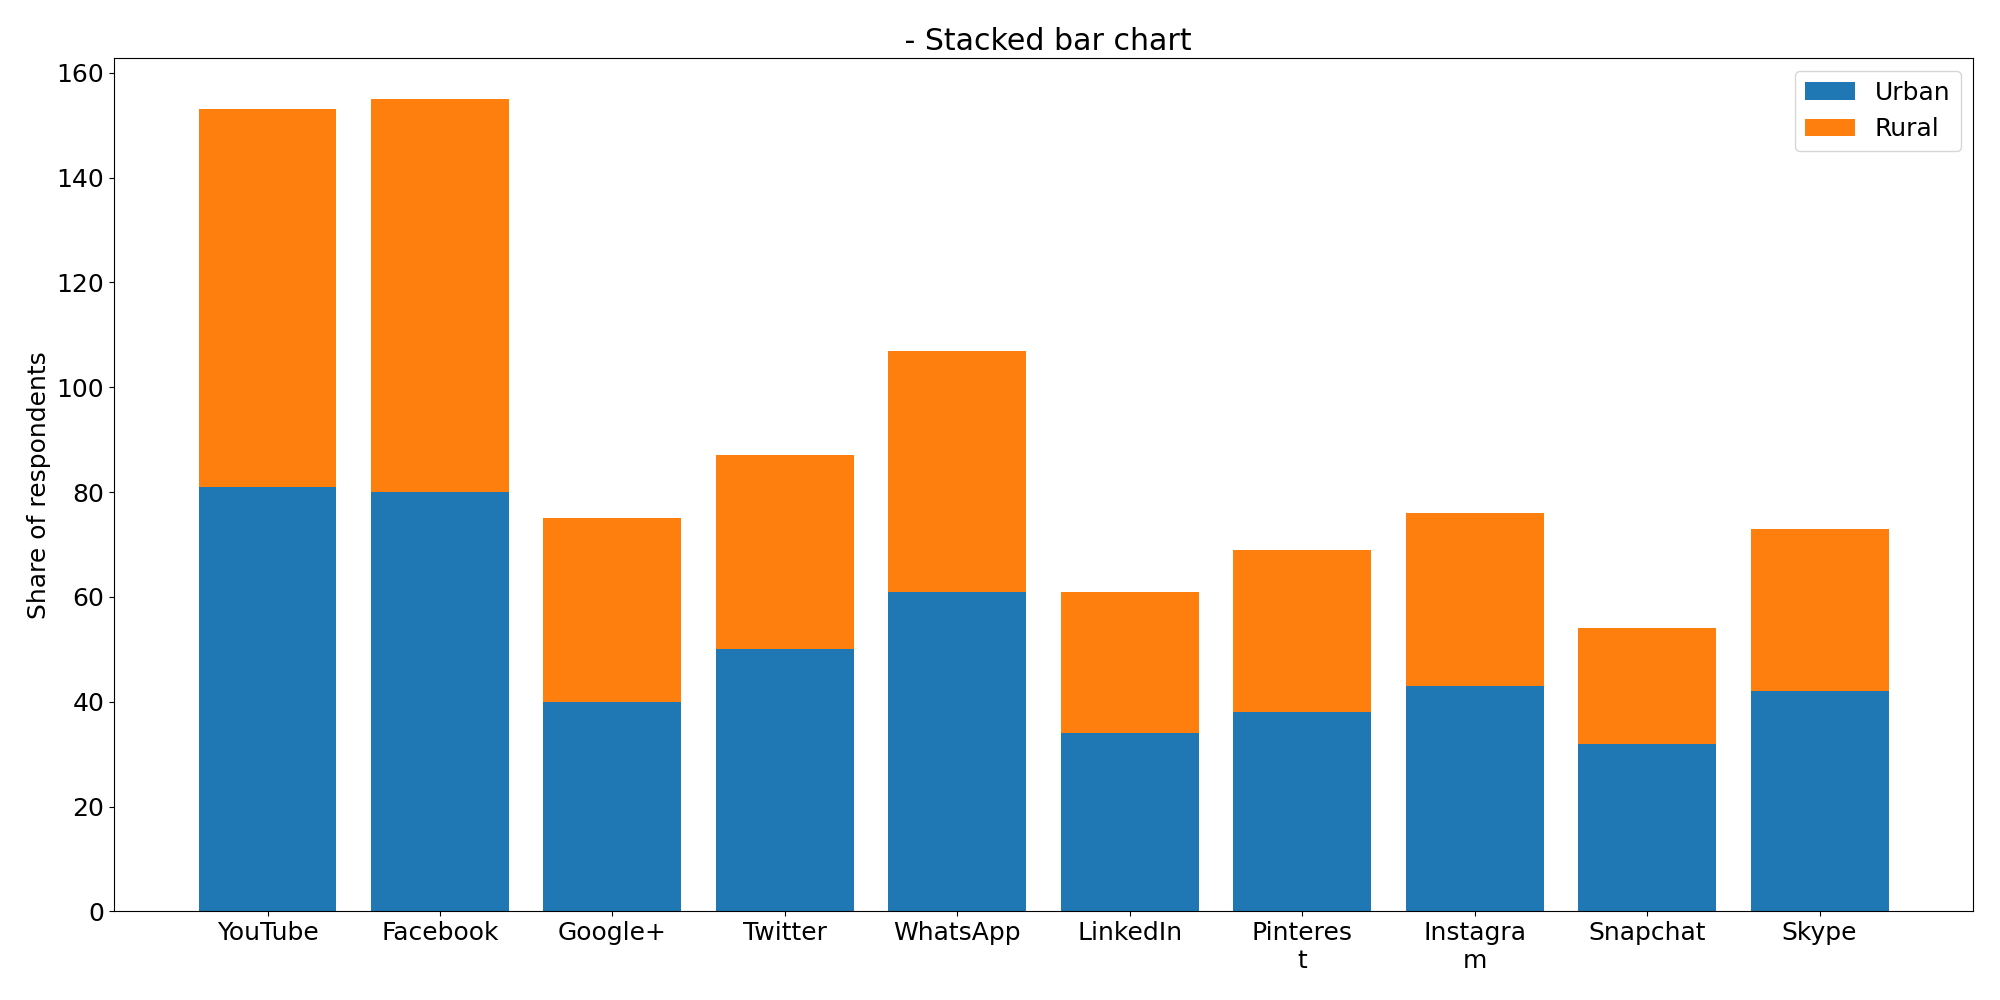 - Stacked bar chart
Urban
Rural
Share of respondents
160
140
120
100
80
60
40
20
0
YouTube
Facebook
Google+
Twitter
WhatsApp
LinkedIn
Pinteres
t
Instagra
m
Snapchat
Skype